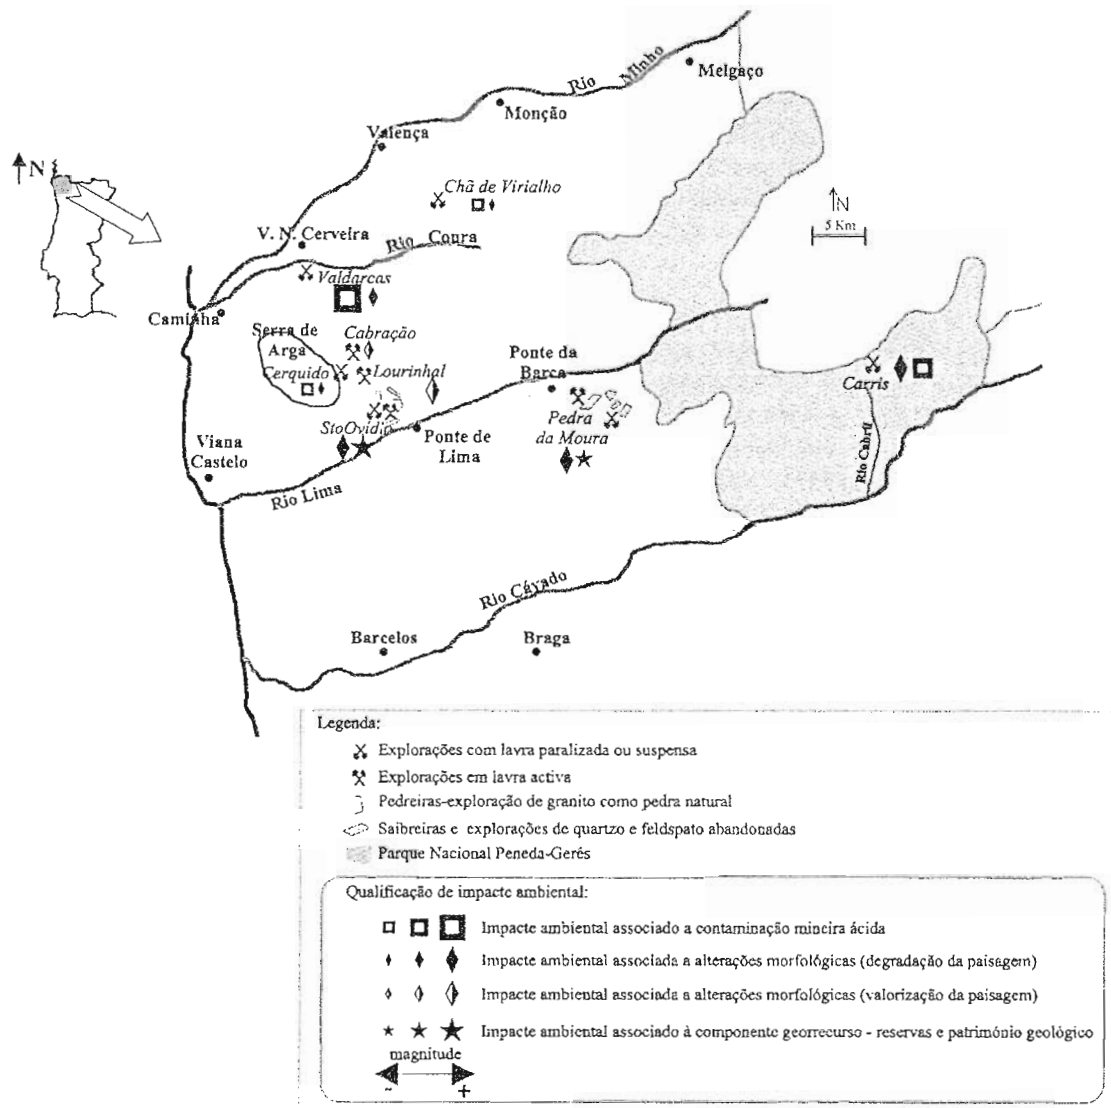 Rio Minho
Melgaço
Monção
Valença
N
Chã de Virialho
N
5 Km
V. N. Cerveira
Rio Coura
Valdarcas
Caminha
Serra de
Arga
Cabração
Cerquido
Lourinhal
Ponte da
Barca
Carris
StoOvidio
Ponte de
Lima
Pedra
da Moura
Viana
Castelo
Rio Cabril
Rio Lima
Rio Cávado
Barcelos
Braga
Legenda:
Explorações com lavra paralizada ou suspensa
Explorações em lavra activa
Pedreiras-exploração de granito como pedra natural
Saibreiras e explorações de quartzo e feldspato abandonadas
Parque Nacional Peneda-Gerês
Qualificação de impacte ambiental:
Impacte ambiental associado a contaminação mineira ácida
Impacte ambiental associada a alterações morfológicas (degradação da paisagem)
Impacte ambiental associada a alterações morfológicas (valorização da paisagem)
Impacte ambiental associado à componente georrecurso - reservas e património geológico
magnitude
- +